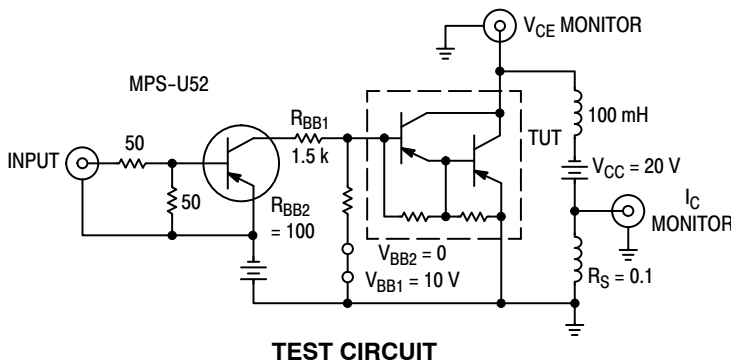 V_CE MONITOR
MPS-U52
R_BB1
1.5 k
TUT
100 mH
INPUT
50
50
V_CC = 20 V
I_C
MONITOR
R_BB2
= 100
V_BB2 = 0
V_BB1 = 10 V
R_S = 0.1
TEST CIRCUIT